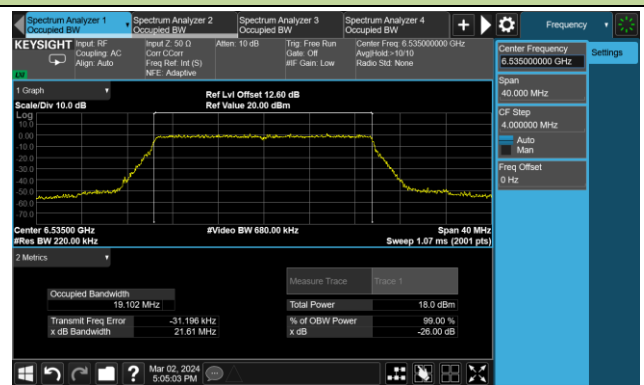 Spectrum Analyzer 1
Occupied BW
Spectrum Analyzer 2
Occupied BW
Spectrum Analyzer 3
Occupied BW
Spectrum Analyzer 4
Occupied BW
+
Frequency
KEYSIGHT
Input: RF
Coupling: AC
Align: Auto
Input Z: 50 Ω
Corr CCorr
Freq Ref: Int (S)
NFE: Adaptive
Atten: 10 dB
Trig: Free Run
Gate: Off
#IF Gain: Low
Center Freq: 6.535000000 GHz
Avg|Hold:>10/10
Radio Std: None
Center Frequency
6.535000000 GHz
Settings
Span
40.000 MHz
CF Step
4.000000 MHz
Auto
Man
Freq Offset
0 Hz
1 Graph
Scale/Div 10.0 dB
Ref Lvl Offset 12.60 dB
Ref Value 20.00 dBm
Log
10.0
0.00
-10.0
-20.0
-30.0
-40.0
-50.0
-60.0
-70.0
Center 6.53500 GHz
#Res BW 220.00 kHz
#Video BW 680.00 kHz
Span 40 MHz
Sweep 1.07 ms (2001 pts)
2 Metrics
Measure Trace
Trace 1
Occupied Bandwidth
19.102 MHz
Total Power
18.0 dBm
Transmit Freq Error
-31.196 kHz
% of OBW Power
99.00 %
x dB Bandwidth
21.61 MHz
x dB
-26.00 dB
?
Mar 02, 2024
5:05:03 PM